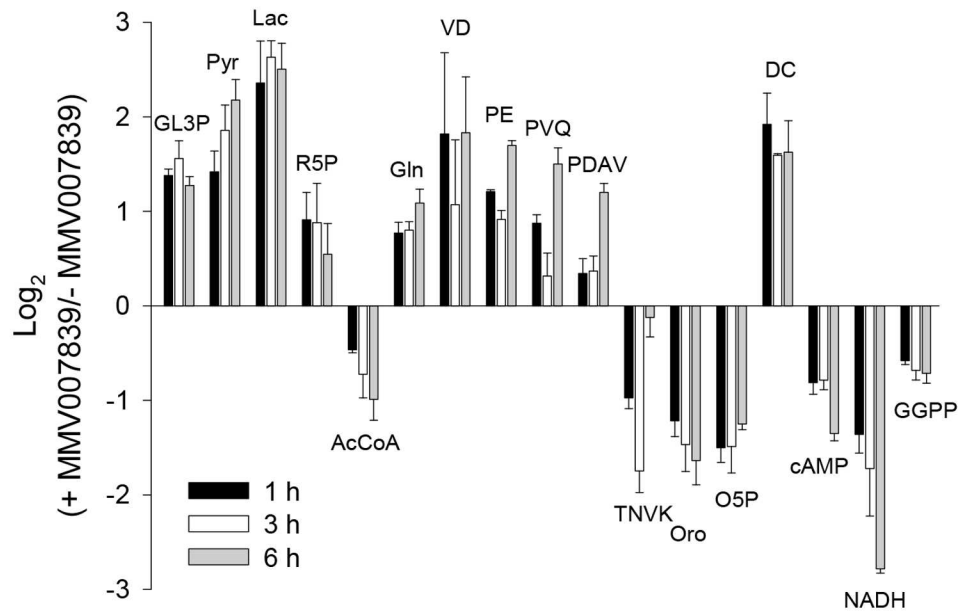 Log2
(+ MMV007839/- MMV007839)
3
2
1
0
-1
-2
-3
GL3P
Pyr
Lac
R5P
AcCoA
Gln
VD
PE
PVQ
PDAV
TNVK
Oro
O5P
DC
cAMP
NADH
GGPP
1 h
3 h
6 h